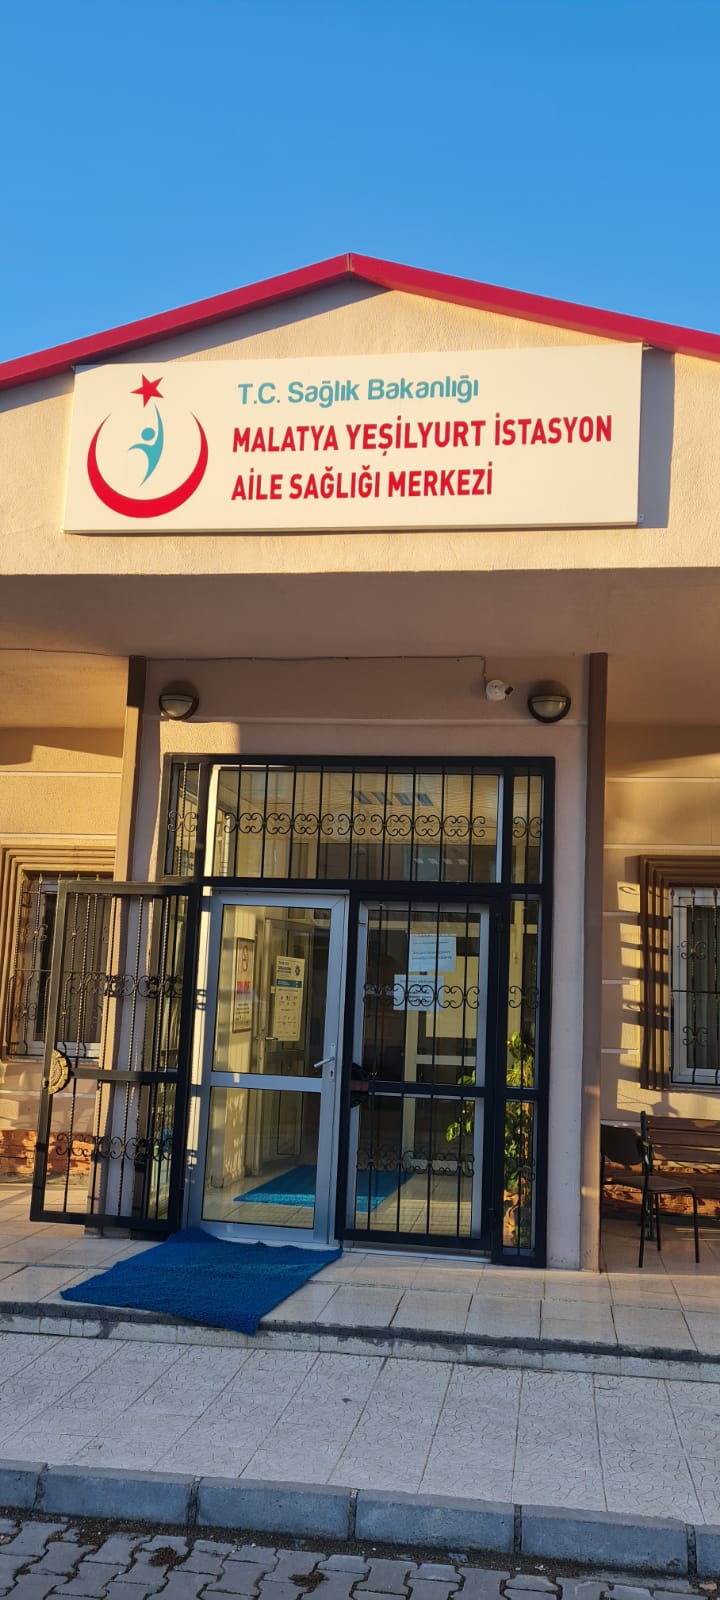 T.C. Sağlık Bakanlığı
MALATYA YEŞİLYURT İSTASYON
AİLE SAĞLIĞI MERKEZİ